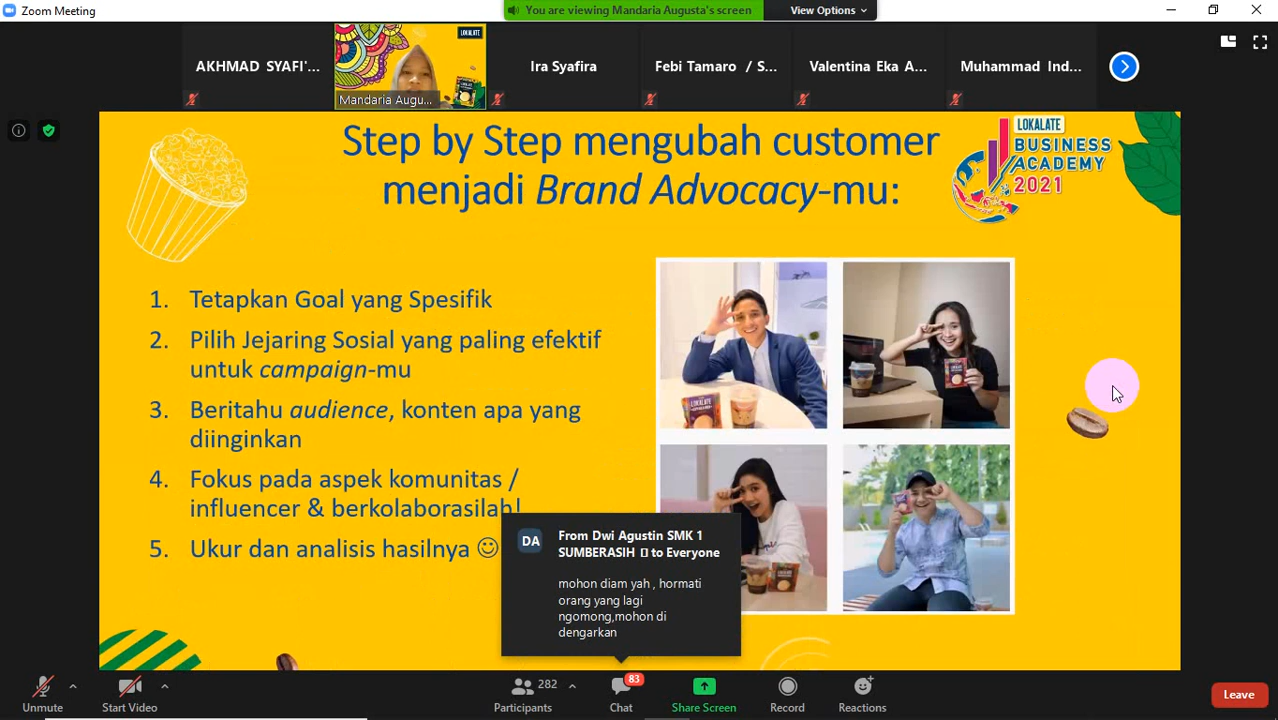 Zoom Meeting
You are viewing Mandaria Augusta's screen
View Options
LOKALATE
AKHMAD SYAFI'...
Mandaria Augu...
Ira Syafira
Febi Tamaro / S...
Valentina Eka A...
Muhammad Ind...
Step by Step mengubah customer
menjadi Brand Advocacy-mu:
LOKALATE
BUSINESS
ACADEMY
2021
1. Tetapkan Goal yang Spesifik
2. Pilih Jejaring Sosial yang paling efektif
untuk campaign-mu
3. Beritahu audience, konten apa yang
diinginkan
4. Fokus pada aspek komunitas /
influencer & berkolaborasilah!
5. Ukur dan analisis hasilnya ☺
LOKALATE
DA
From Dwi Agustin SMK 1
SUMBERASIH to Everyone
mohon diam yah , hormati
orang yang lagi
ngomong,mohon di
dengarkan
Unmute
Start Video
282
Participants
83
Chat
Share Screen
Record
Reactions
Leave